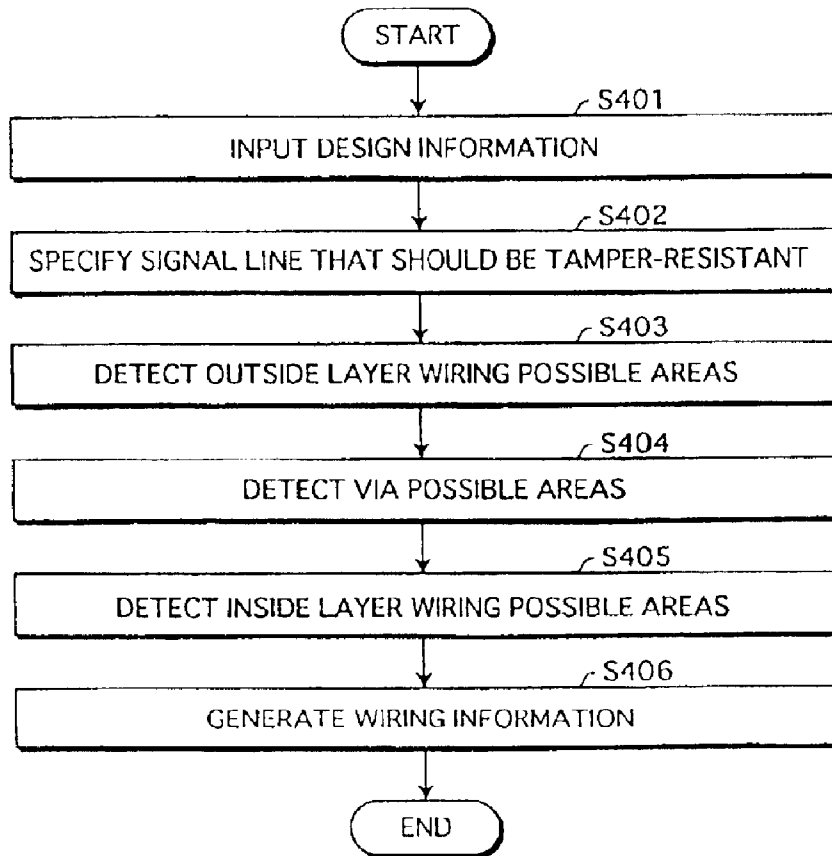 START
S401
INPUT DESIGN INFORMATION
S402
SPECIFY SIGNAL LINE THAT SHOULD BE TAMPER-RESISTANT
S403
DETECT OUTSIDE LAYER WIRING POSSIBLE AREAS
S404
DETECT VIA POSSIBLE AREAS
S405
DETECT INSIDE LAYER WIRING POSSIBLE AREAS
S406
GENERATE WIRING INFORMATION
END